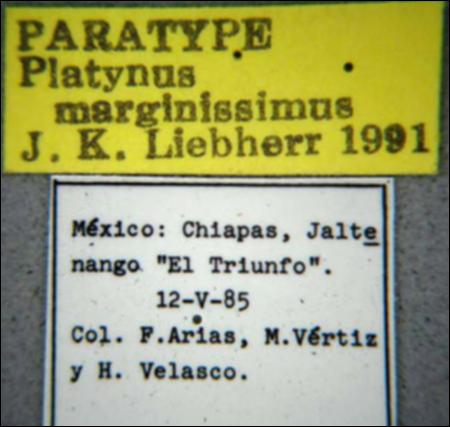 PARATYPE
Platynus
marginissimus
J. K. Liebherr 1991
México: Chiapas, Jalte
nango "El Triunfo".
12-V-85
Col. F.Arias, M.Vértiz
y H. Velasco.